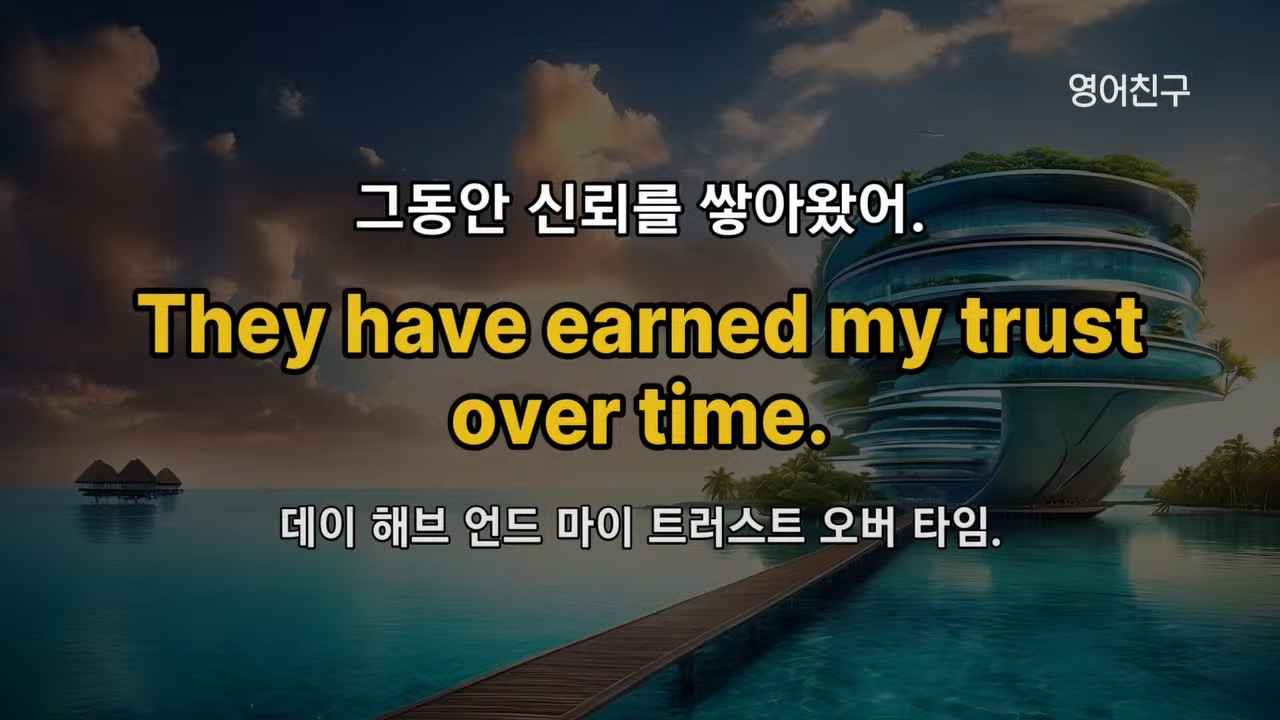 영어친구
그동안 신뢰를 쌓아왔어.
They have earned my trust
over time.
데이 해브 언드 마이 트러스트 오버 타임.